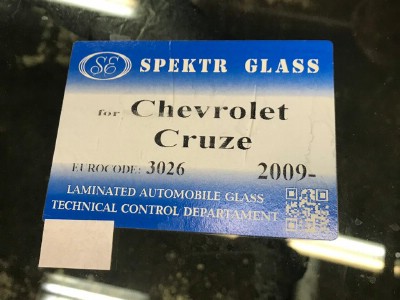 SE SPEKTR GLASS
for Chevrolet
Cruze
EUROCODE: 3026 2009-
LAMINATED AUTOMOBILE GLASS
TECHNICAL CONTROL DEPARTAMENT